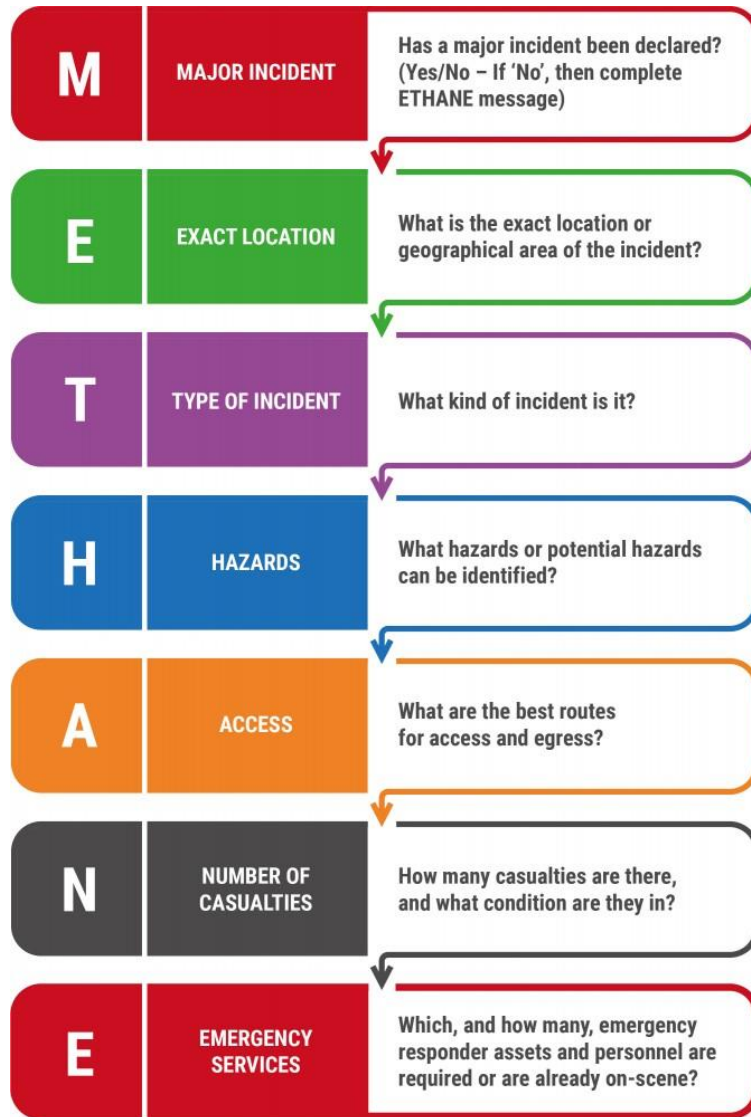 M
MAJOR INCIDENT
Has a major incident been declared?
(Yes/No – If ‘No’, then complete
ETHANE message)
E
EXACT LOCATION
What is the exact location or
geographical area of the incident?
T
TYPE OF INCIDENT
What kind of incident is it?
H
HAZARDS
What hazards or potential hazards
can be identified?
A
ACCESS
What are the best routes
for access and egress?
N
NUMBER OF
CASUALTIES
How many casualties are there,
and what condition are they in?
E
EMERGENCY
SERVICES
Which, and how many, emergency
responder assets and personnel are
required or are already on-scene?